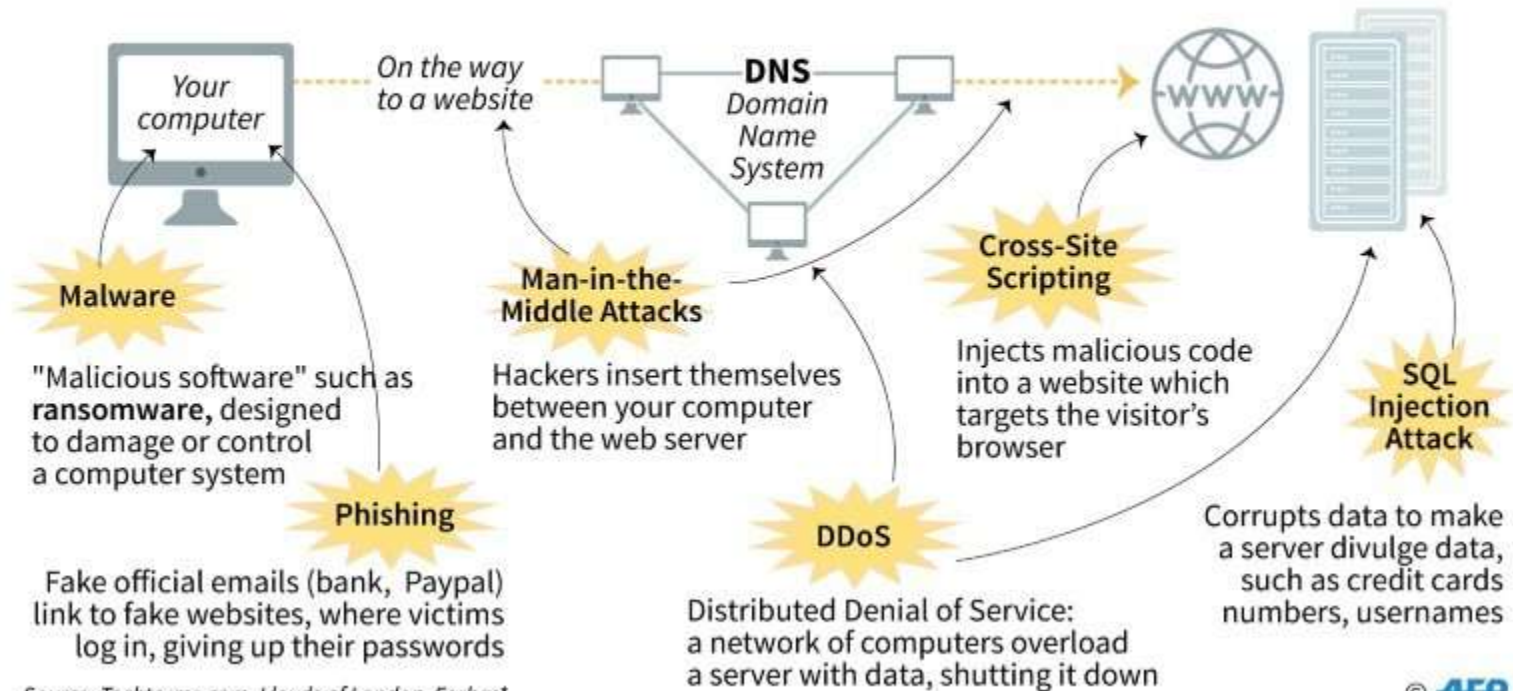 Your
computer
On the way
to a website
DNS
Domain
Name
System
WWW
Malware
"Malicious software" such as
ransomware, designed
to damage or control
a computer system
Phishing
Fake official emails (bank, Paypal)
link to fake websites, where victims
log in, giving up their passwords
Man-in-the-
Middle Attacks
Hackers insert themselves
between your computer
and the web server
DDoS
Distributed Denial of Service:
a network of computers overload
a server with data, shutting it down
Cross-Site
Scripting
Injects malicious code
into a website which
targets the visitor's
browser
SQL
Injection
Attack
Corrupts data to make
a server divulge data,
such as credit cards
numbers, usernames
© AFP